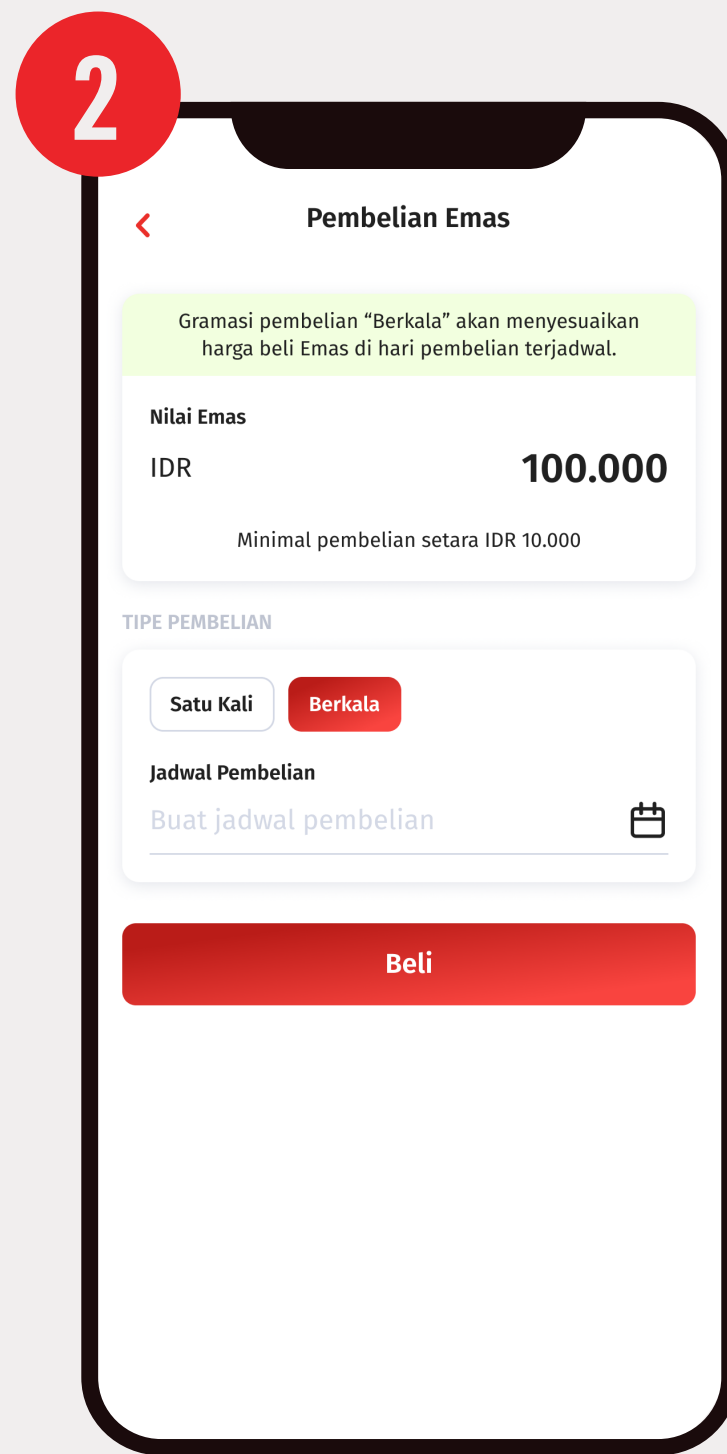 2
Pembelian Emas
Gramasi pembelian “Berkala” akan menyesuaikan
harga beli Emas di hari pembelian terjadwal.
Nilai Emas
IDR 100.000
Minimal pembelian setara IDR 10.000
TIPE PEMBELIAN
Satu Kali Berkala
Jadwal Pembelian
Buat jadwal pembelian
Beli